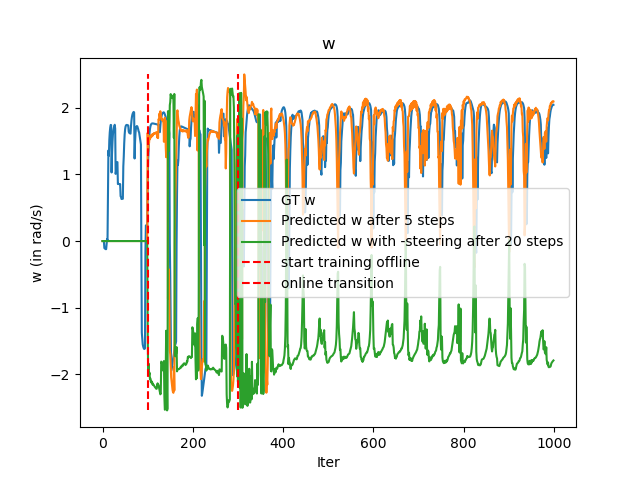 w
w (in rad/s)
2
1
0
−1
−2
GT w
Predicted w after 5 steps
Predicted w with -steering after 20 steps
start training offline
online transition
0 200 400 600 800 1000
Iter